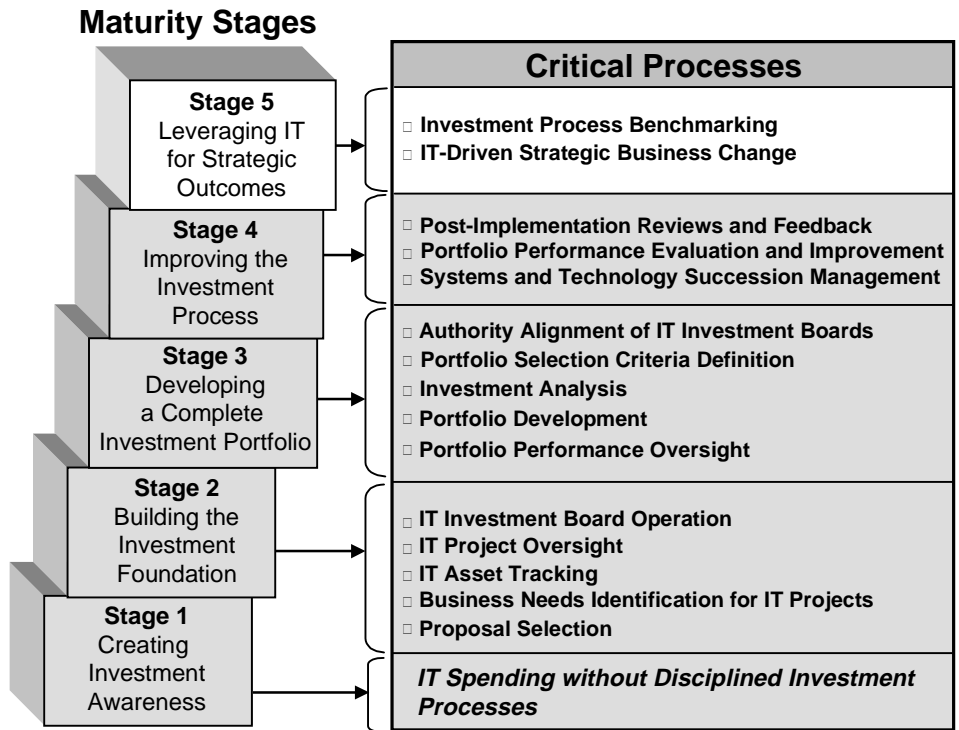 Maturity Stages
Critical Processes
Stage 5
Leveraging IT
for Strategic
Outcomes
□ Investment Process Benchmarking
□ IT-Driven Strategic Business Change
Stage 4
Improving the
Investment
Process
□ Post-Implementation Reviews and Feedback
□ Portfolio Performance Evaluation and Improvement
□ Systems and Technology Succession Management
Stage 3
Developing
a Complete
Investment Portfolio
□ Authority Alignment of IT Investment Boards
□ Portfolio Selection Criteria Definition
□ Investment Analysis
□ Portfolio Development
□ Portfolio Performance Oversight
Stage 2
Building the
Investment
Foundation
□ IT Investment Board Operation
□ IT Project Oversight
□ IT Asset Tracking
□ Business Needs Identification for IT Projects
□ Proposal Selection
Stage 1
Creating
Investment
Awareness
IT Spending without Disciplined Investment
Processes